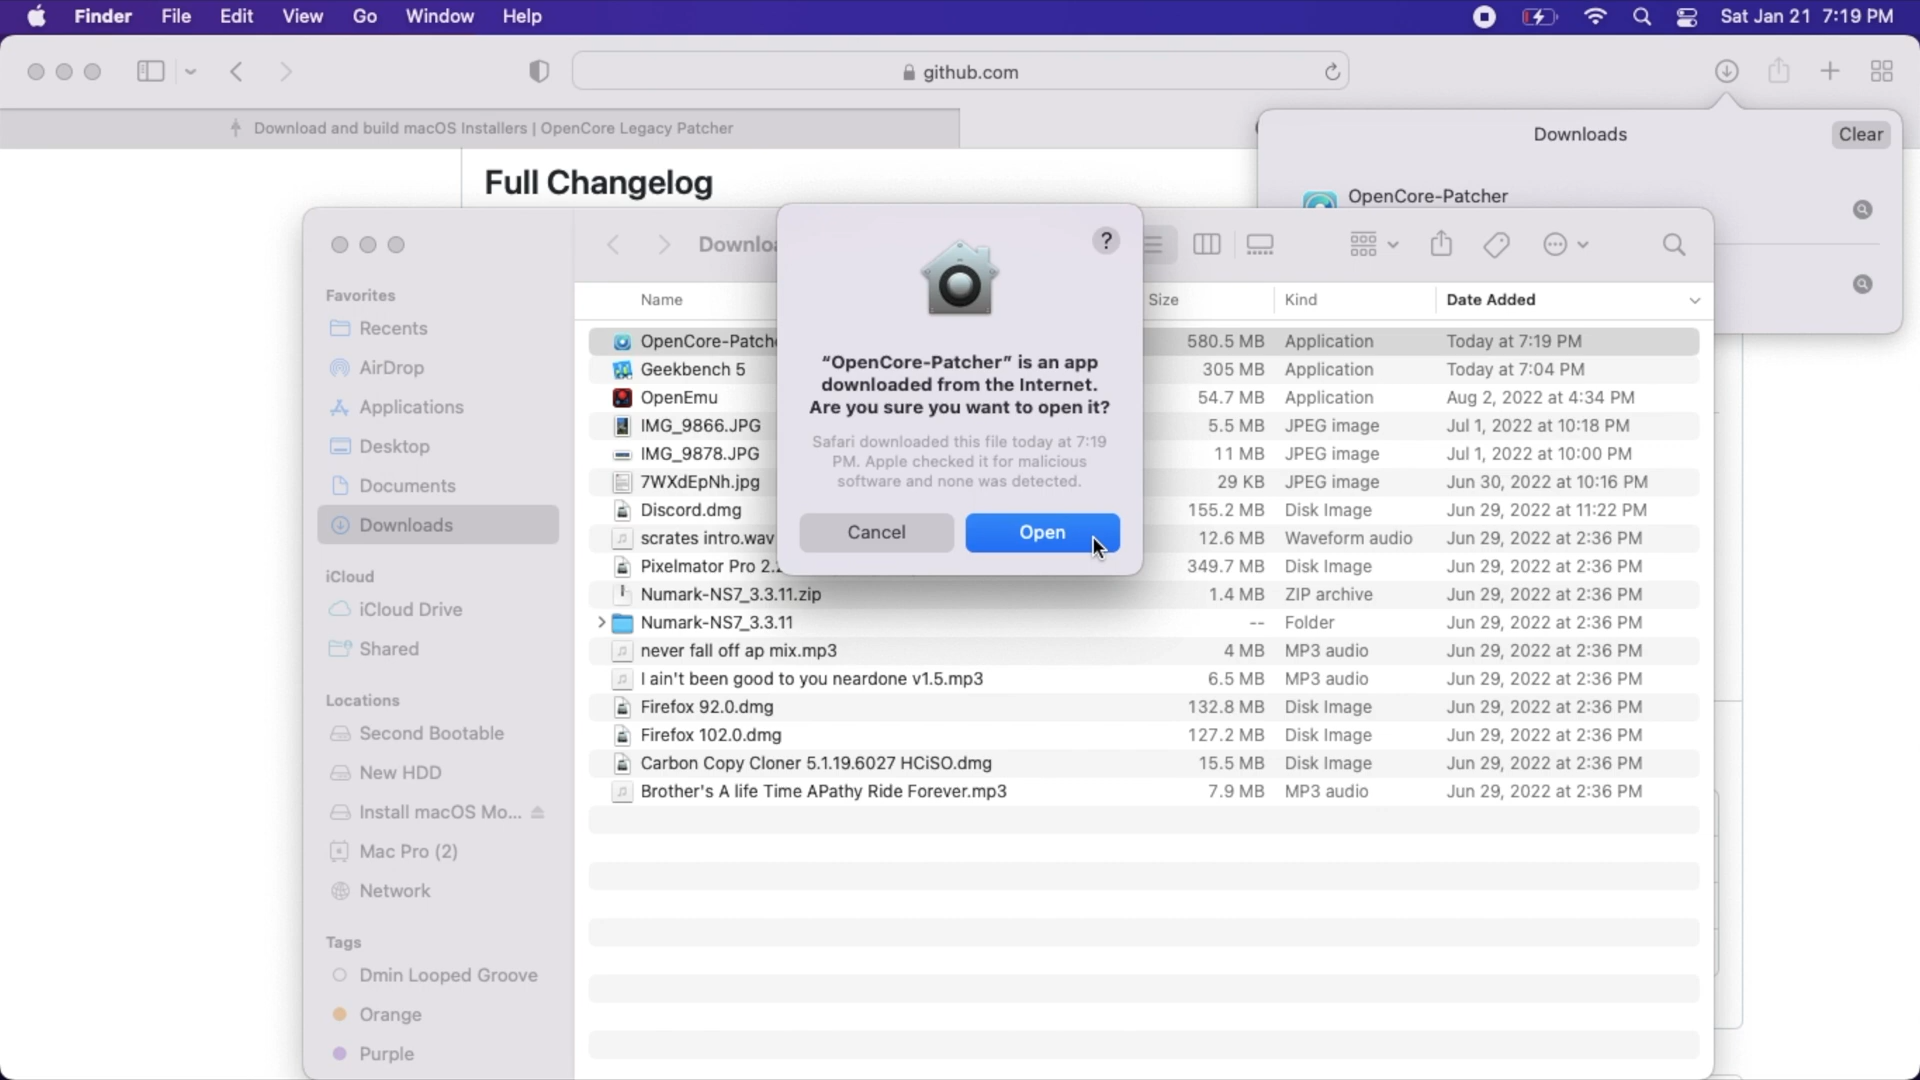 Finder File Edit View Go Window Help Sat Jan 21 7:19 PM
github.com
Download and build macOS Installers | OpenCore Legacy Patcher
Downloads Clear
OpenCore-Patcher
Full Changelog
Favorites
Recents
AirDrop
Applications
Desktop
Documents
Downloads
iCloud
iCloud Drive
Shared
Locations
Second Bootable
New HDD
Install macOS Mo...
Mac Pro (2)
Network
Tags
Dmin Looped Groove
Orange
Purple
?
“OpenCore-Patcher” is an app
downloaded from the Internet.
Are you sure you want to open it?
Safari downloaded this file today at 7:19
PM. Apple checked it for malicious
software and none was detected.
Cancel Open
Name Size Kind Date Added
580.5 MB Application Today at 7:19 PM
Geekbench 5 305 MB Application Today at 7:04 PM
OpenEmu 54.7 MB Application Aug 2, 2022 at 4:34 PM
IMG_9866.JPG 5.5 MB JPEG image Jul 1, 2022 at 10:18 PM
IMG_9878.JPG 11 MB JPEG image Jul 1, 2022 at 10:00 PM
7WXdEpNh.jpg 29 KB JPEG image Jun 30, 2022 at 10:16 PM
Discord.dmg 155.2 MB Disk Image Jun 29, 2022 at 11:22 PM
scrates intro.wav 12.6 MB Waveform audio Jun 29, 2022 at 2:36 PM
Pixelmator Pro 349.7 MB Disk Image Jun 29, 2022 at 2:36 PM
Numark-NS7_3.3.11.zip 1.4 MB ZIP archive Jun 29, 2022 at 2:36 PM
Numark-NS7_3.3.11 -- Folder Jun 29, 2022 at 2:36 PM
never fall off ap mix.mp3 4 MB MP3 audio Jun 29, 2022 at 2:36 PM
I ain't been good to you neardone v1.5.mp3 6.5 MB MP3 audio Jun 29, 2022 at 2:36 PM
Firefox 92.0.dmg 132.8 MB Disk Image Jun 29, 2022 at 2:36 PM
Firefox 102.0.dmg 127.2 MB Disk Image Jun 29, 2022 at 2:36 PM
Carbon Copy Cloner 5.1.19.6027 HCiSO.dmg 15.5 MB Disk Image Jun 29, 2022 at 2:36 PM
Brother's A life Time APathy Ride Forever.mp3 7.9 MB MP3 audio Jun 29, 2022 at 2:36 PM